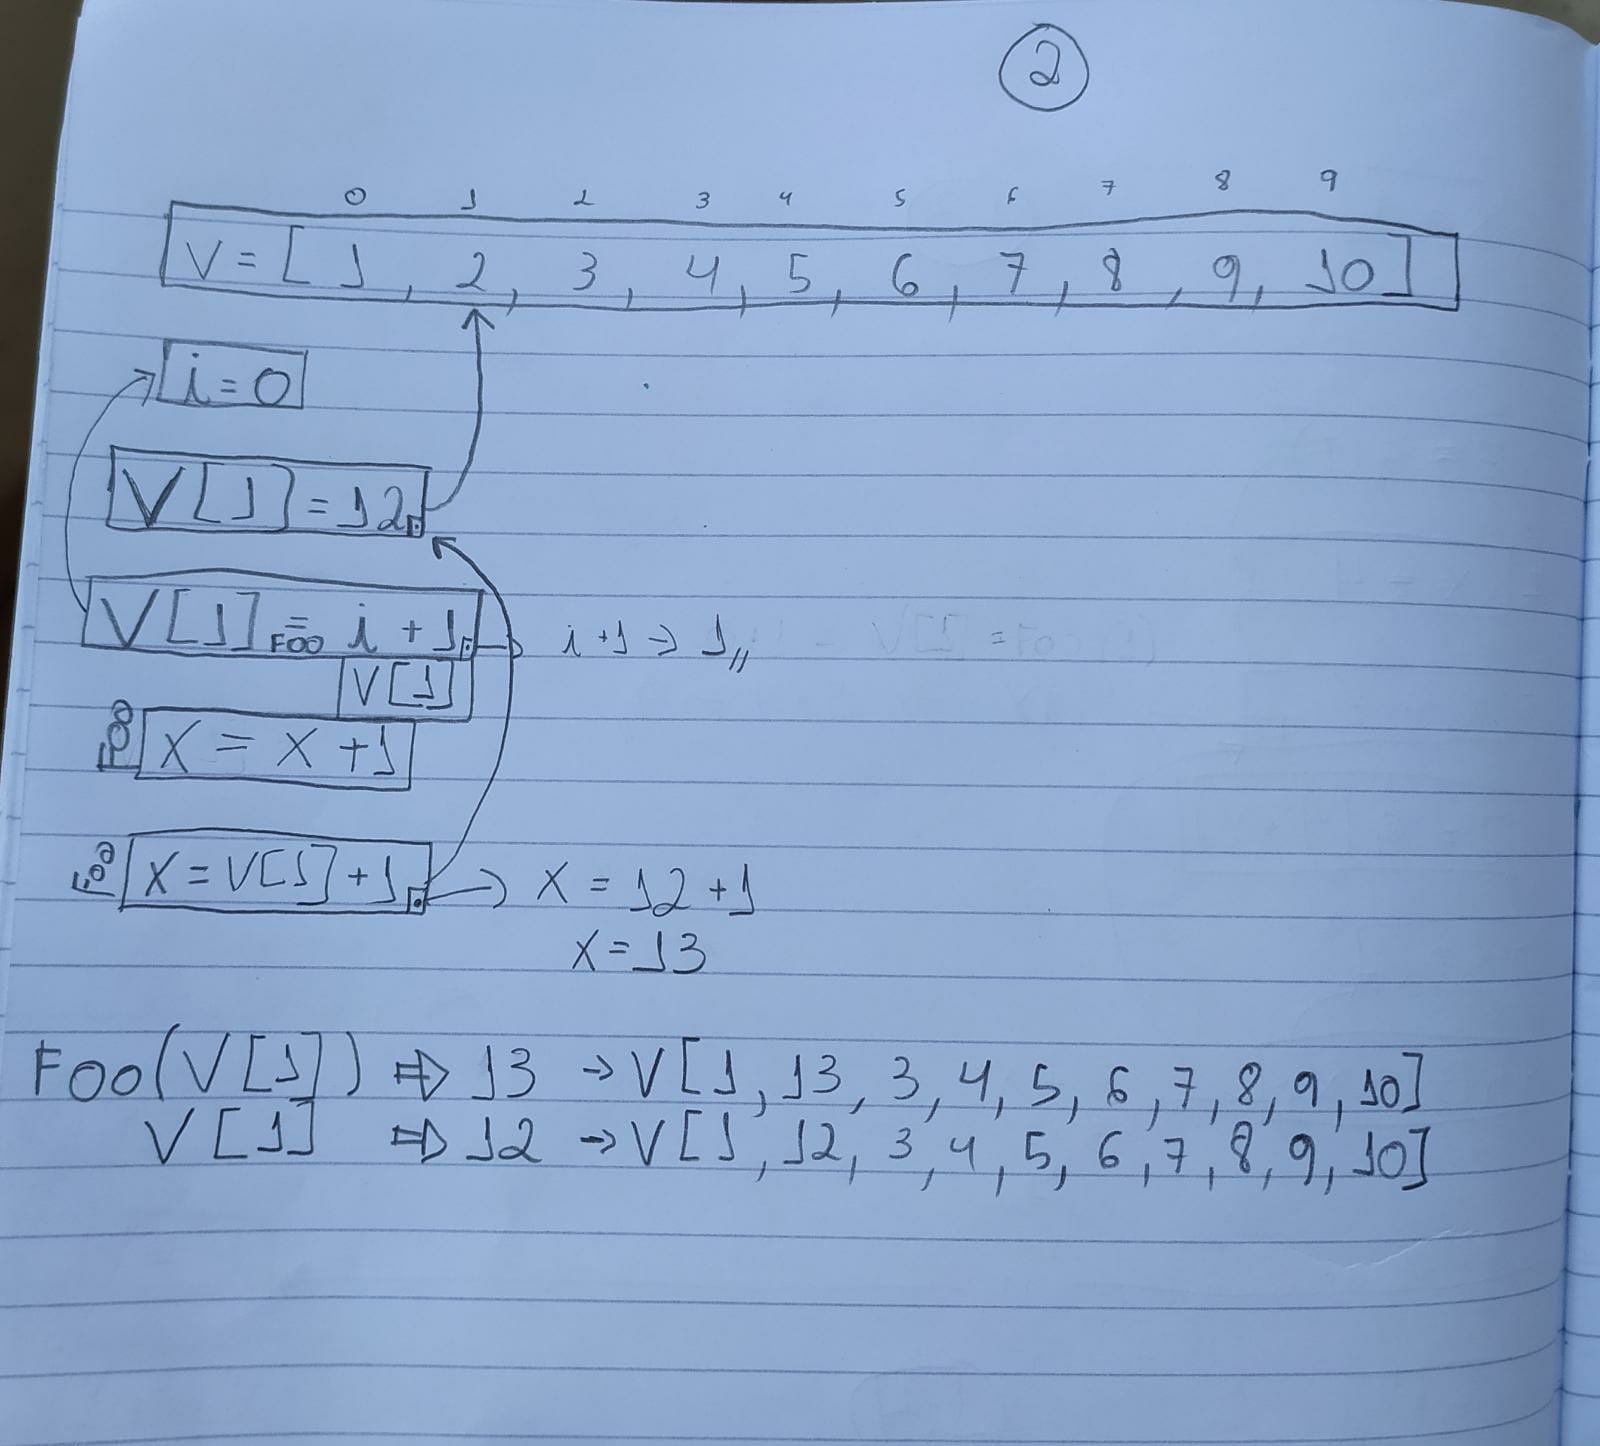 2
0 1 2 3 4 5 6 7 8 9
V = [ 1, 2, 3, 4, 5, 6, 7, 8, 9, 10]
i = 0
V[1] = 12
V[1] = i + 1 → i + 1 → 1,,
FOO
V[1]
FOO X = X + 1
FOO X = V[1] + 1 → X = 12 + 1
X = 13
FOO(V[1]) ⇒ 13 → V[1, 13, 3, 4, 5, 6, 7, 8, 9, 10]
V[1] ⇒ 12 → V[1, 12, 3, 4, 5, 6, 7, 8, 9, 10]